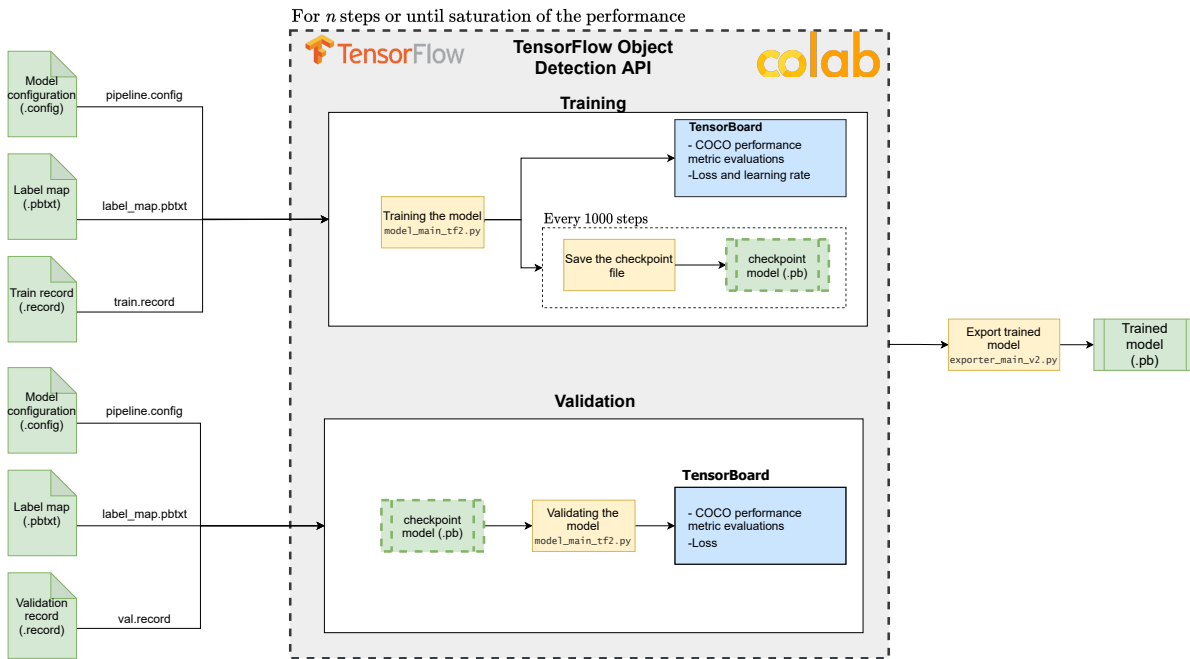 For n steps or until saturation of the performance
TensorFlow
TensorFlow Object
Detection API
colab
Model
configuration
(.config)
pipeline.config
Label map
(.pbtxt)
label_map.pbtxt
Train record
(.record)
train.record
Training
Training the model
model_main_tf2.py
TensorBoard
- COCO performance
metric evaluations
-Loss and learning rate
Every 1000 steps
Save the checkpoint
file
checkpoint
model (.pb)
Export trained
model
exporter_main_v2.py
Trained
model
(.pb)
Model
configuration
(.config)
pipeline.config
Label map
(.pbtxt)
label_map.pbtxt
Validation
record
(.record)
val.record
Validation
checkpoint
model (.pb)
Validating the
model
model_main_tf2.py
TensorBoard
- COCO performance
metric evaluations
-Loss